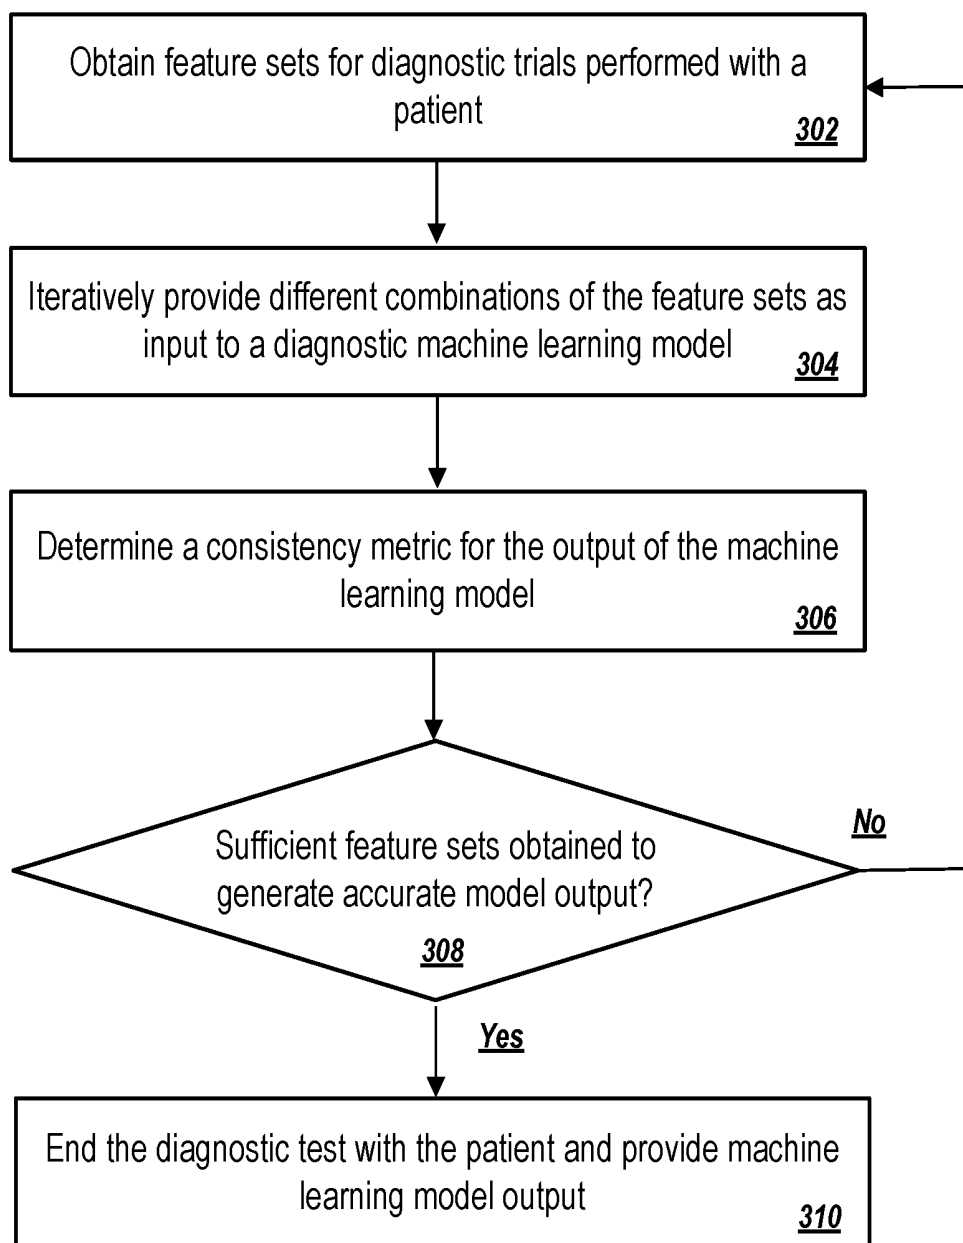 Obtain feature sets for diagnostic trials performed with a
patient
302
Iteratively provide different combinations of the feature sets as
input to a diagnostic machine learning model
304
Determine a consistency metric for the output of the machine
learning model
306
No
Sufficient feature sets obtained to
generate accurate model output?
308
Yes
End the diagnostic test with the patient and provide machine
learning model output
310